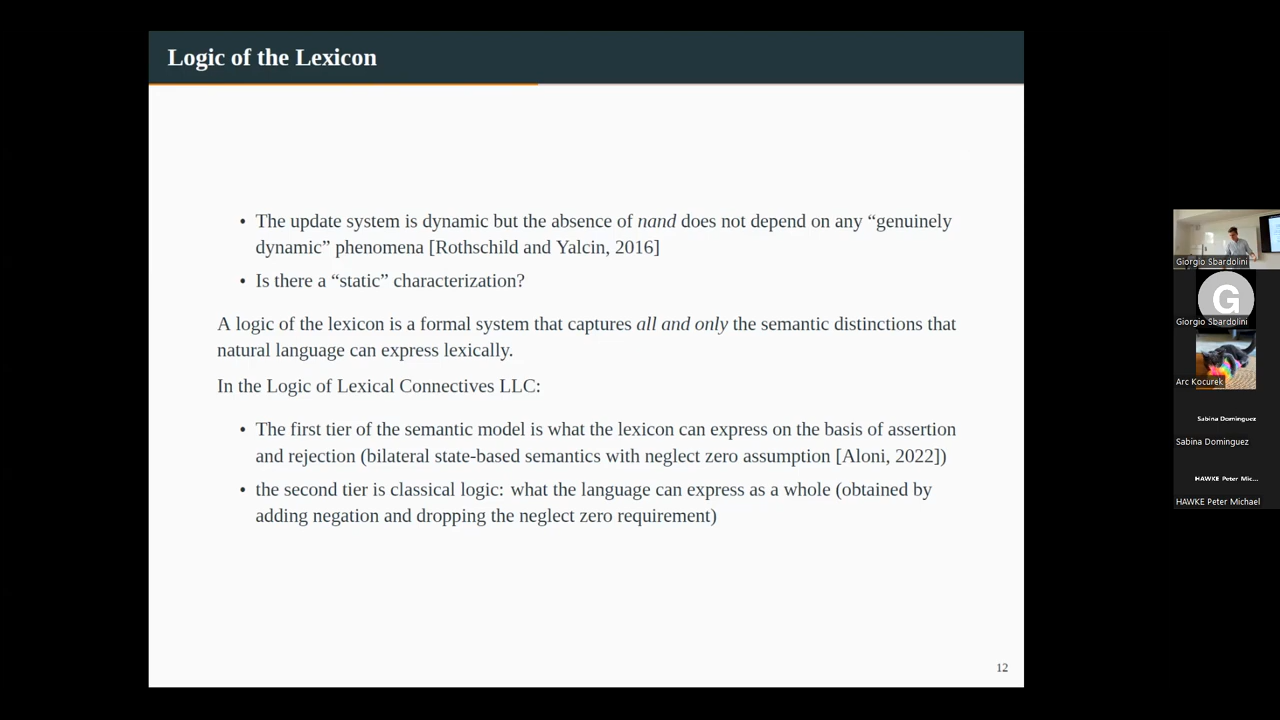 Logic of the Lexicon
• The update system is dynamic but the absence of nand does not depend on any “genuinely
dynamic” phenomena [Rothschild and Yalcin, 2016]
• Is there a “static” characterization?
A logic of the lexicon is a formal system that captures all and only the semantic distinctions that
natural language can express lexically.
In the Logic of Lexical Connectives LLC:
• The first tier of the semantic model is what the lexicon can express on the basis of assertion
and rejection (bilateral state-based semantics with neglect zero assumption [Aloni, 2022])
• the second tier is classical logic: what the language can express as a whole (obtained by
adding negation and dropping the neglect zero requirement)
12
Giorgio Sbardolini
G
Giorgio Sbardolini
Arc Kocurek
Sabina Dominguez
Sabina Dominguez
HAWKE Peter Mic...
HAWKE Peter Michael